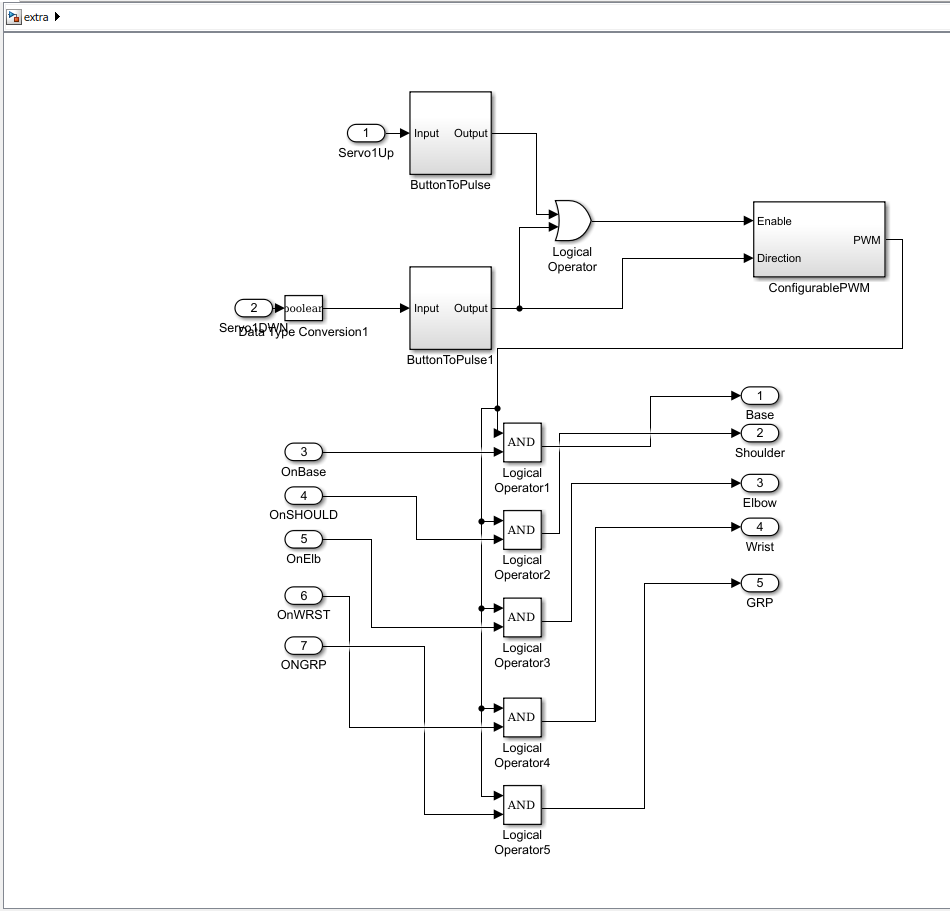 extra
1
Servo1Up
Input Output
ButtonToPulse
Logical
Operator
Enable
PWM
Direction
ConfigurablePWM
2
Servo1DWN
boolean
Data Type Conversion1
Input Output
ButtonToPulse1
1
Base
2
Shoulder
3
Elbow
4
Wrist
5
GRP
3
OnBase
4
OnSHOULD
5
OnElb
6
OnWRST
7
ONGRP
AND
Logical
Operator1
AND
Logical
Operator2
AND
Logical
Operator3
AND
Logical
Operator4
AND
Logical
Operator5